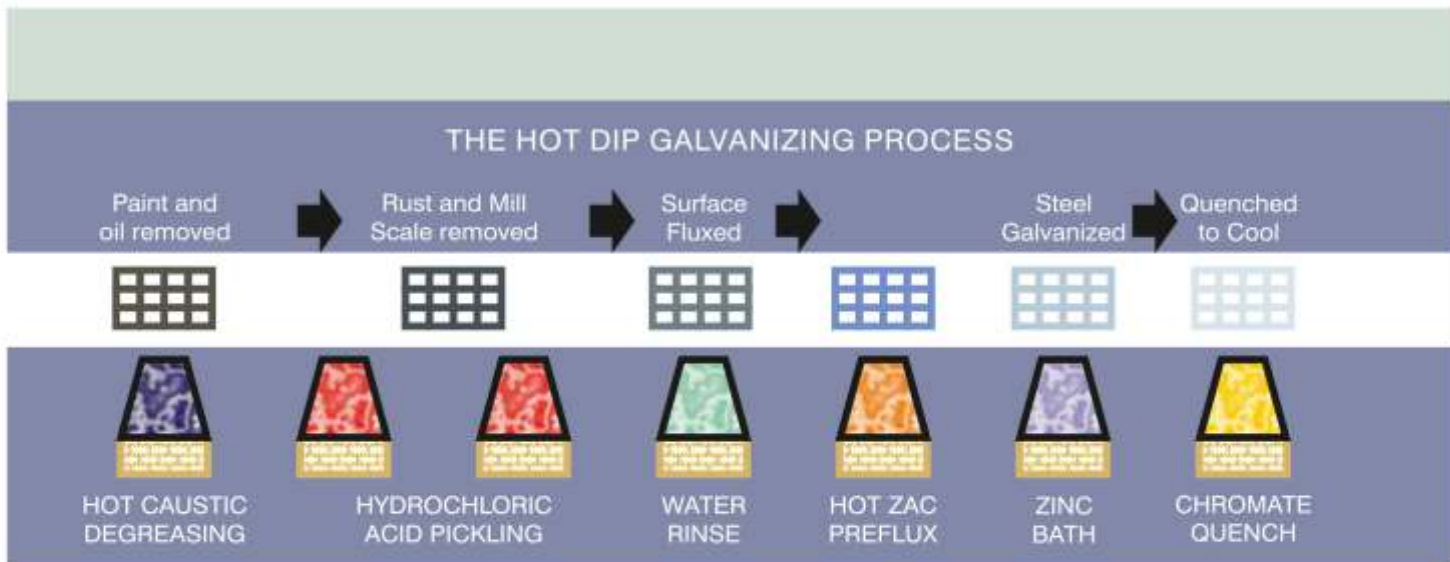 THE HOT DIP GALVANIZING PROCESS
Paint and
oil removed
Rust and Mill
Scale removed
Surface
Fluxed
Steel
Galvanized
Quenched
to Cool
HOT CAUSTIC
DEGREASING
HYDROCHLORIC
ACID PICKLING
WATER
RINSE
HOT ZAC
PREFLUX
ZINC
BATH
CHROMATE
QUENCH